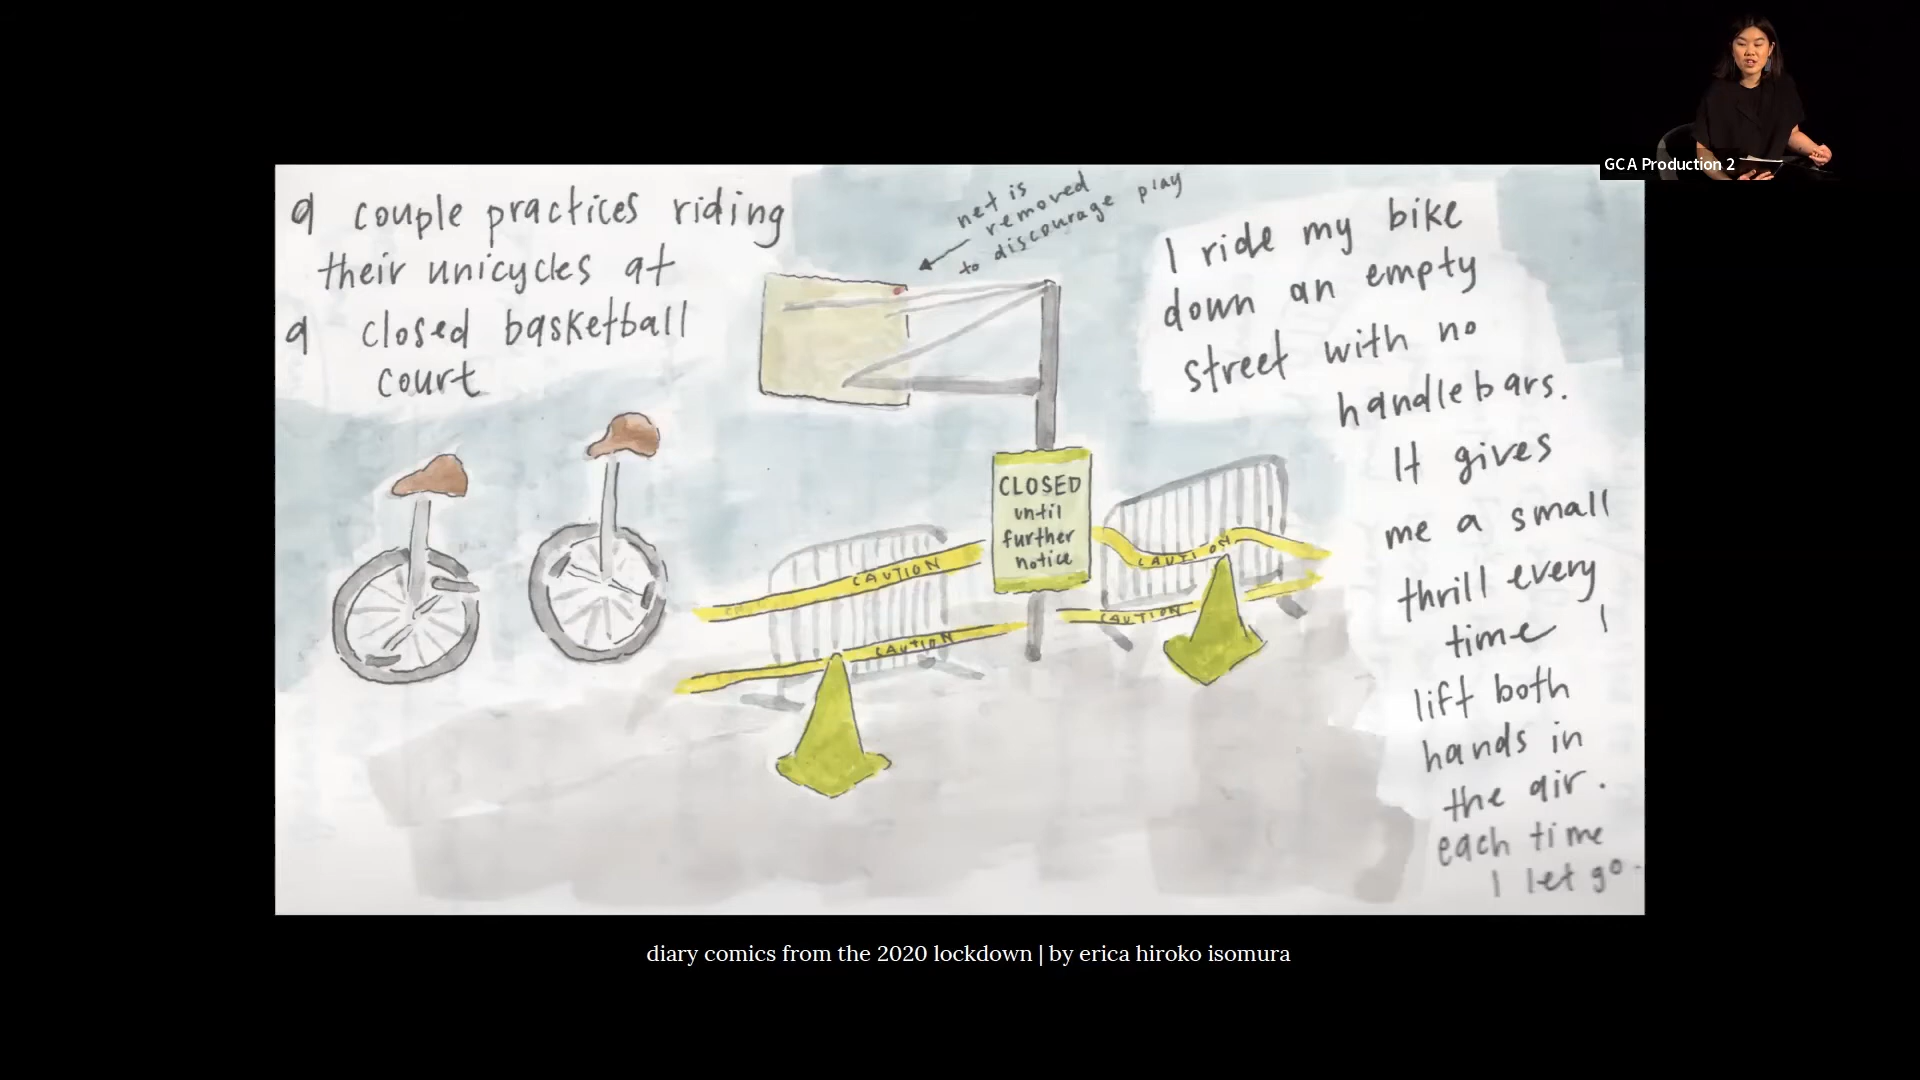 a couple practices riding
their unicycles at
a closed basketball
court
net is
removed
to discourage play
I ride my bike
down an empty
street with no
handlebars.
It gives
me a small
thrill every
time I
lift both
hands in
the air.
each time
I let go.
CLOSED
until
further
notice
CAUTION
CAUTION
CAUTION
CAUTION
GCA Production 2
diary comics from the 2020 lockdown | by erica hiroko isomura